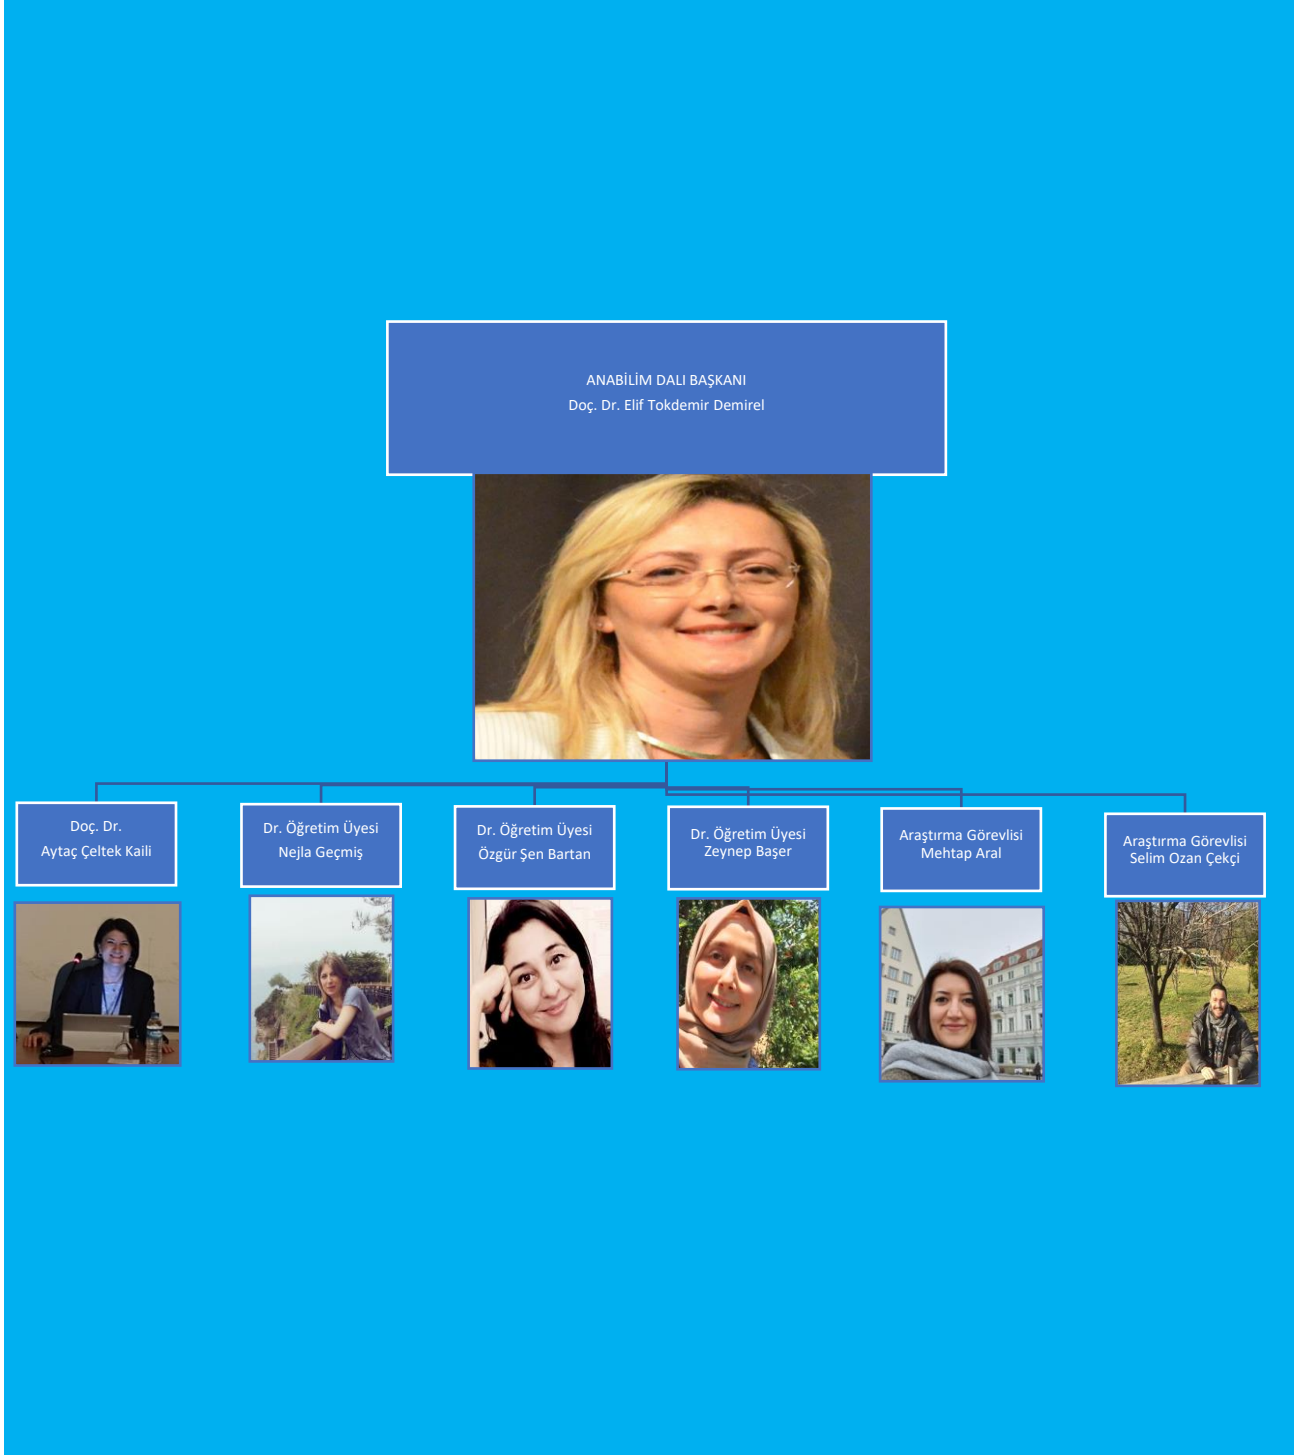 ANABİLİM DALI BAŞKANI
Doç. Dr. Elif Tokdemir Demirel
Doç. Dr.
Aytaç Çeltek Kaili
Dr. Öğretim Üyesi
Nejla Geçmiş
Dr. Öğretim Üyesi
Özgür Şen Bartan
Dr. Öğretim Üyesi
Zeynep Başer
Araştırma Görevlisi
Mehtap Aral
Araştırma Görevlisi
Selim Ozan Çekçi